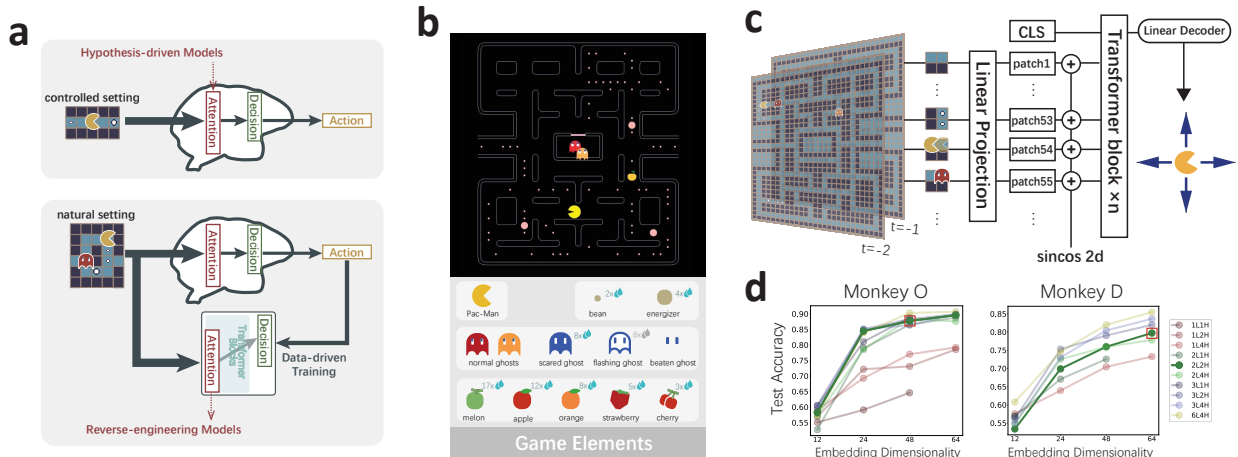 a
Hypothesis-driven Models
controlled setting
Attention
Decision
Action
natural setting
Attention
Decision
Action
Attention
Transformer
Blocks
Decision
Data-driven
Training
Reverse-engineering Models
b
Pac-Man
2x
bean
4x
energizer
normal ghosts
8x
scared ghost
8x
flashing ghost
beaten ghost
17x
melon
12x
apple
8x
orange
5x
strawberry
3x
cherry
Game Elements
c
t=-1
t=-2
Linear Projection
CLS
patch1
patch53
patch54
patch55
sincos 2d
Transformer block ×n
Linear Decoder
d
Monkey O
Test Accuracy
0.90
0.85
0.80
0.75
0.70
0.65
0.60
0.55
12
24
48
64
Embedding Dimensionality
Monkey D
0.85
0.80
0.75
0.70
0.65
0.60
0.55
12
24
48
64
Embedding Dimensionality
1L1H
1L2H
1L4H
2L1H
2L2H
2L4H
3L1H
3L2H
3L4H
6L4H